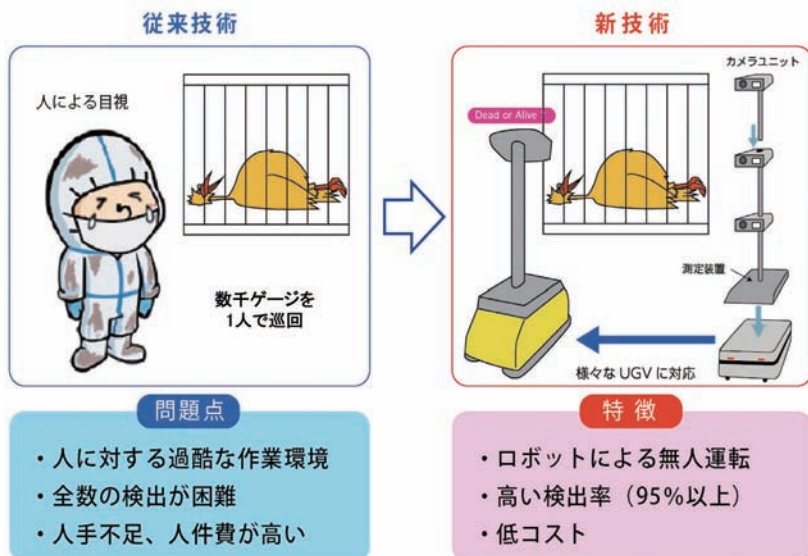 従来技術
人による目視
数千ゲージを
1人で巡回
問題点
・人に対する過酷な作業環境
・全数の検出が困難
・人手不足、人件費が高い
新技術
カメラユニット
Dead or Alive ?
測定装置
様々な UGV に対応
特 徴
・ロボットによる無人運転
・高い検出率（95％以上）
・低コスト